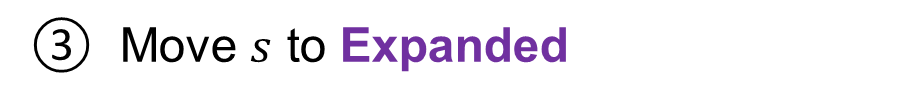 ③ Move s to Expanded